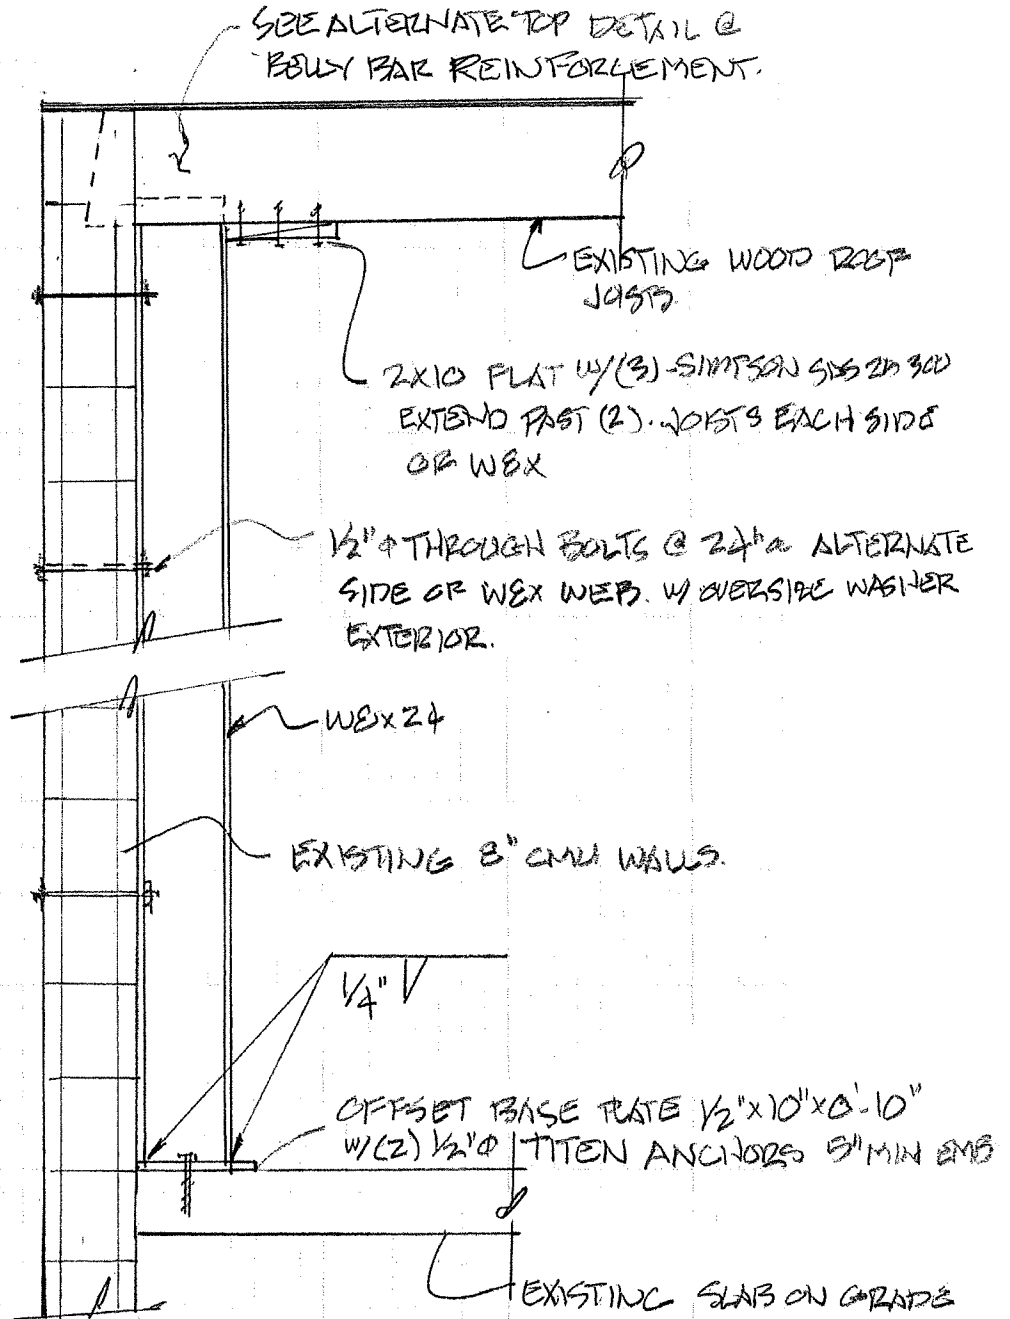 SEE ALTERNATE TOP DETAIL @
BELLY BAR REINFORCEMENT.
EXISTING WOOD ROOF
JOISTS
2X10 FLAT W/(3)-SIMPSON SDS 25300
EXTEND PAST (2) JOISTS EACH SIDE
OF W8X
1/2"⌀ THROUGH BOLTS @ 24"oc ALTERNATE
SIDE OF W8X WEB. W/ OVERSIZE WASHER
EXTERIOR.
W8x24
EXISTING 8" CMU WALLS.
1/4"
OFFSET BASE PLATE 1/2"x10"x0'-10"
W/(2) 1/2"⌀ TITEN ANCHORS 5" MIN EMB
EXISTING SLAB ON GRADE